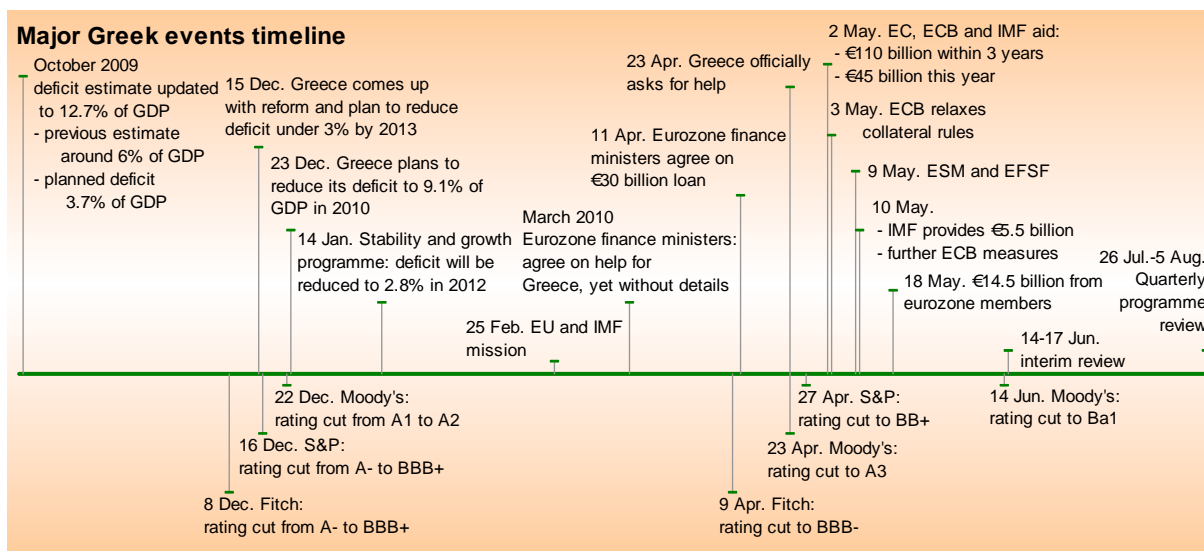 Major Greek events timeline
October 2009
deficit estimate updated
to 12.7% of GDP
- previous estimate
around 6% of GDP
- planned deficit
3.7% of GDP
15 Dec. Greece comes up
with reform and plan to reduce
deficit under 3% by 2013
23 Dec. Greece plans to
reduce its deficit to 9.1% of
GDP in 2010
14 Jan. Stability and growth
programme: deficit will be
reduced to 2.8% in 2012
25 Feb. EU and IMF
mission
March 2010
Eurozone finance ministers:
agree on help for
Greece, yet without details
11 Apr. Eurozone finance
ministers agree on
€30 billion loan
23 Apr. Greece officially
asks for help
2 May. EC, ECB and IMF aid:
- €110 billion within 3 years
- €45 billion this year
3 May. ECB relaxes
collateral rules
9 May. ESM and EFSF
10 May.
- IMF provides €5.5 billion
- further ECB measures
18 May. €14.5 billion from
eurozone members
14-17 Jun.
interim review
26 Jul.-5 Aug.
Quarterly
programme
review
22 Dec. Moody's:
rating cut from A1 to A2
16 Dec. S&P:
rating cut from A- to BBB+
8 Dec. Fitch:
rating cut from A- to BBB+
27 Apr. S&P:
rating cut to BB+
23 Apr. Moody's:
rating cut to A3
9 Apr. Fitch:
rating cut to BBB-
14 Jun. Moody's:
rating cut to Ba1